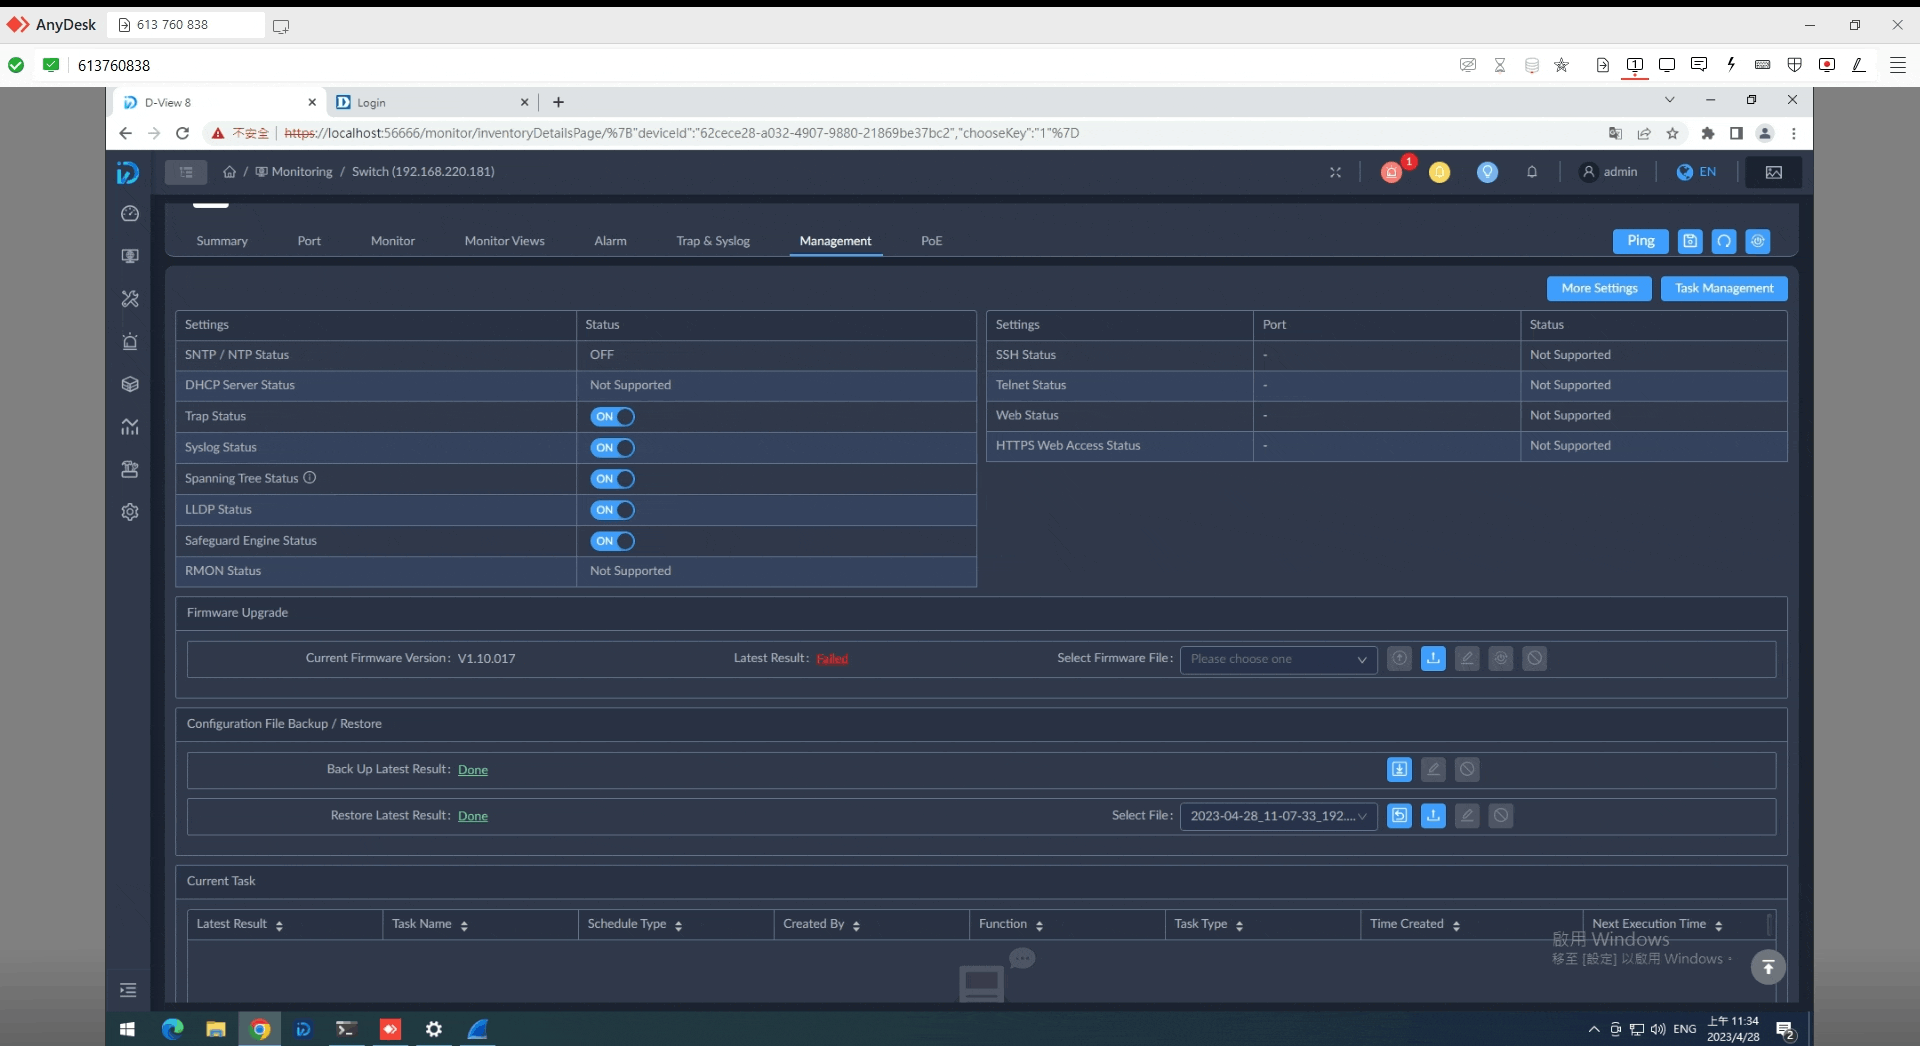 AnyDesk 613 760 838
613760838
D-View 8 Login
不安全 https://localhost:56666/monitor/inventoryDetailsPage/%7B"deviceId":"62cece28-a032-4907-9880-21869be37bc2","chooseKey":"1"%7D
/ Monitoring / Switch (192.168.220.181) 1 admin EN
Summary Port Monitor Monitor Views Alarm Trap & Syslog Management PoE Ping
More Settings Task Management
Settings Status
SNTP / NTP Status OFF
DHCP Server Status Not Supported
Trap Status ON
Syslog Status ON
Spanning Tree Status ON
LLDP Status ON
Safeguard Engine Status ON
RMON Status Not Supported
Settings Port Status
SSH Status - Not Supported
Telnet Status - Not Supported
Web Status - Not Supported
HTTPS Web Access Status - Not Supported
Firmware Upgrade
Current Firmware Version: V1.10.017 Latest Result: Failed Select Firmware File: Please choose one
Configuration File Backup / Restore
Back Up Latest Result: Done
Restore Latest Result: Done Select File: 2023-04-28_11-07-33_192....
Current Task
Latest Result Task Name Schedule Type Created By Function Task Type Time Created Next Execution Time
啟用 Windows
移至 [設定] 以啟用 Windows。
ENG 上午 11:34
2023/4/28 2